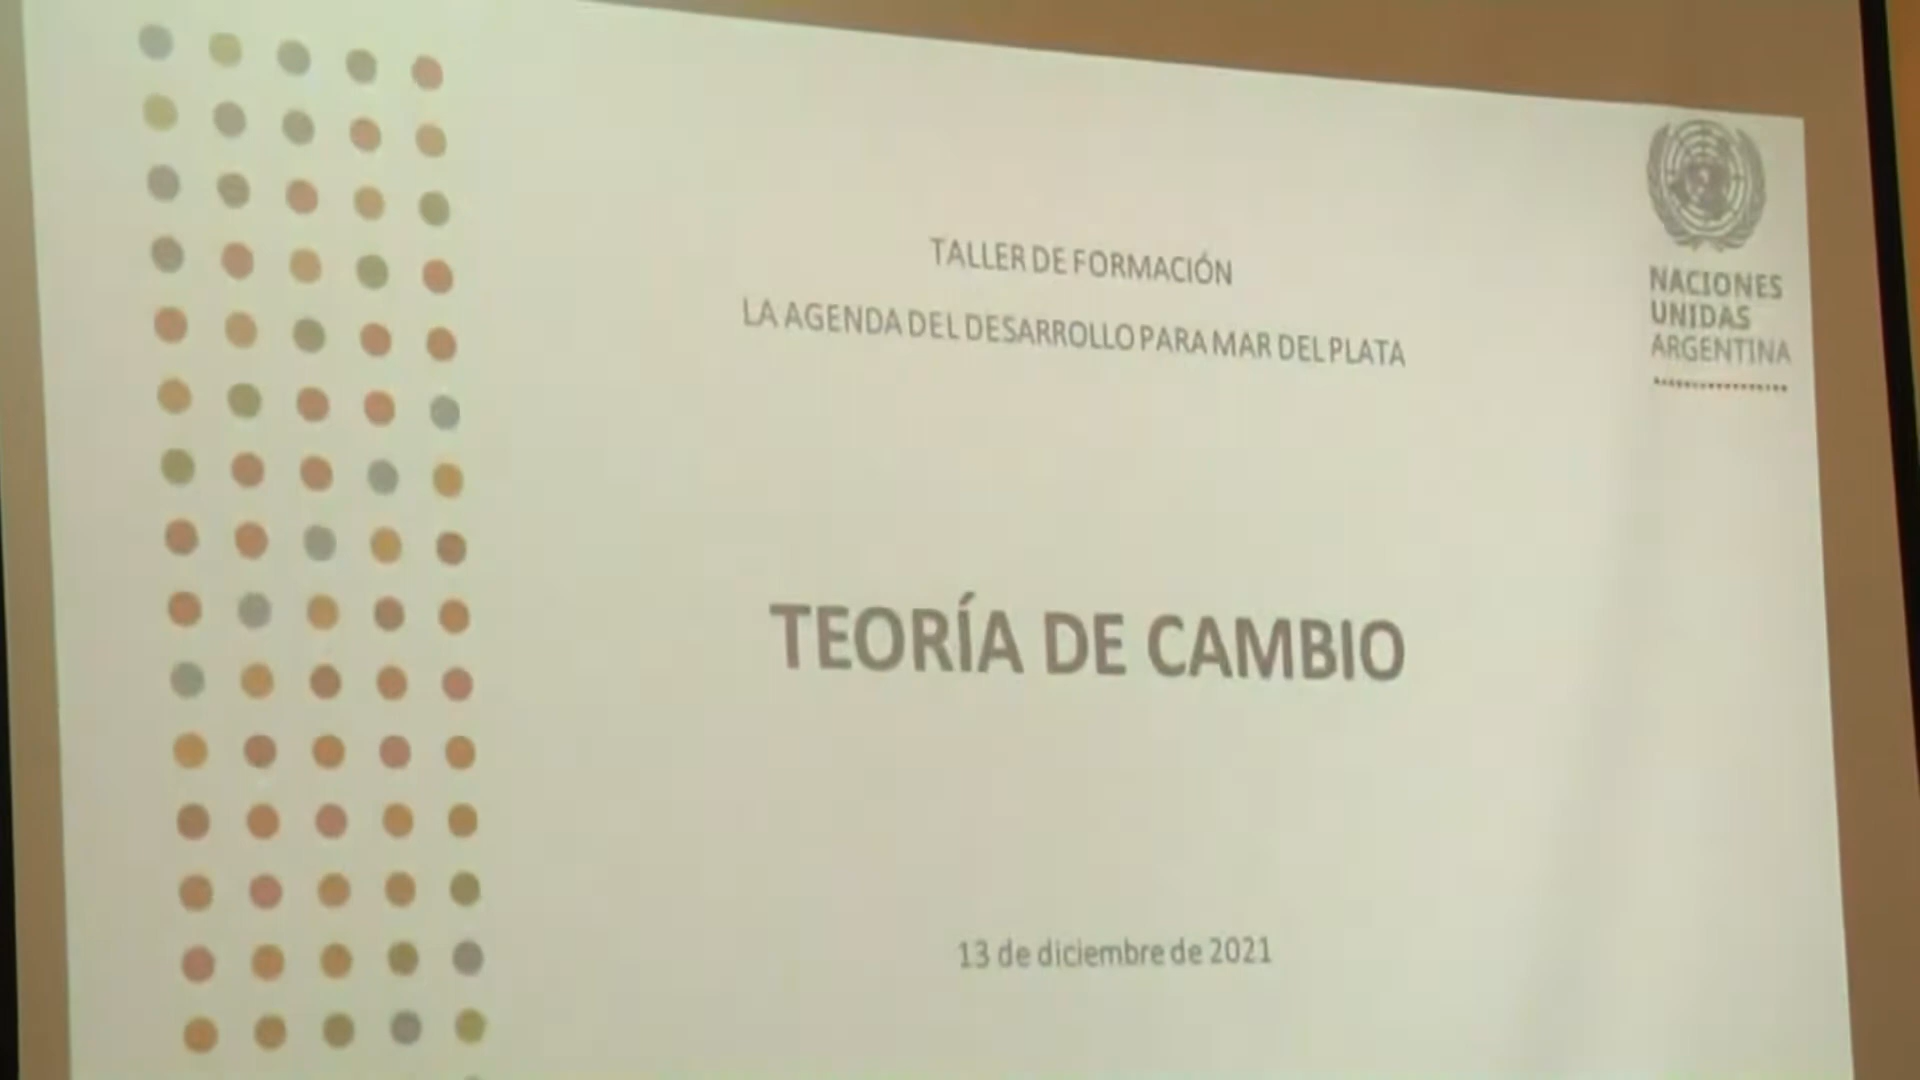 TALLER DE FORMACIÓN
LA AGENDA DEL DESARROLLO PARA MAR DEL PLATA
NACIONES
UNIDAS
ARGENTINA
TEORÍA DE CAMBIO
13 de diciembre de 2021